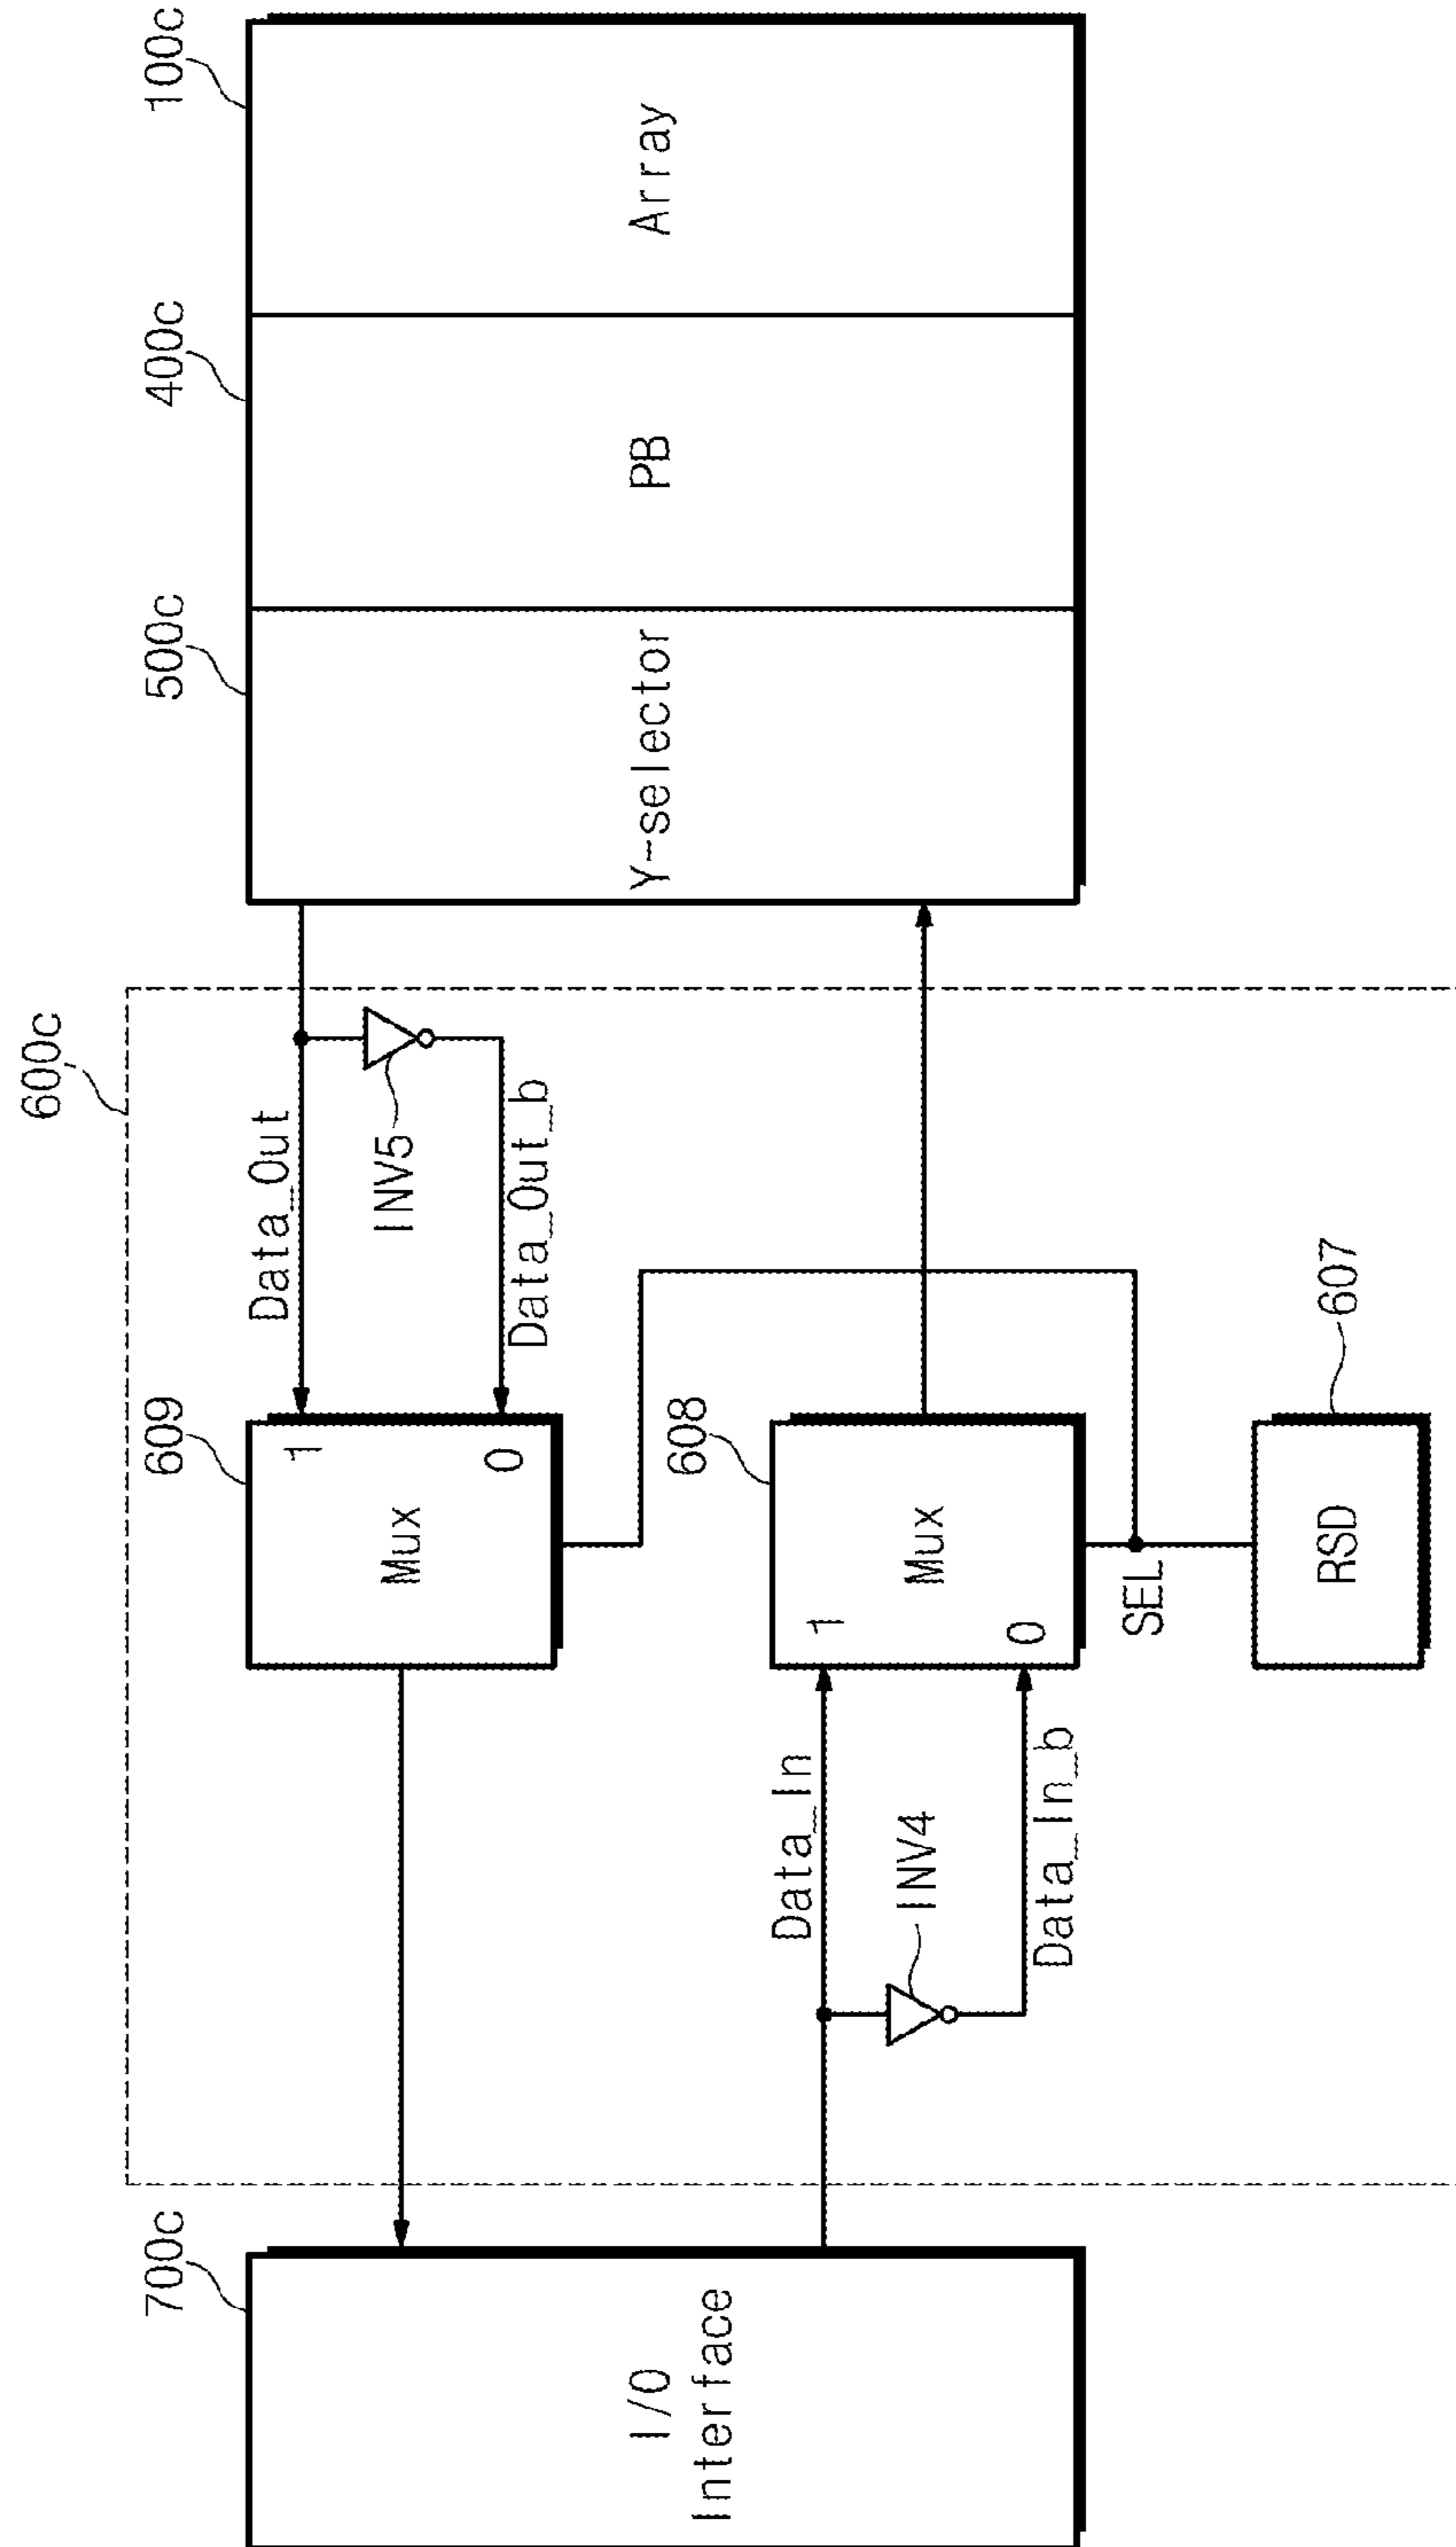 600c
700c
609
500c
400c
100c
I/O
Interface
Mux
1
0
Data_Out
INV5
Data_Out_b
Y-selector
PB
Array
608
Data_In
INV4
Data_In_b
1
0
Mux
SEL
RSD
607